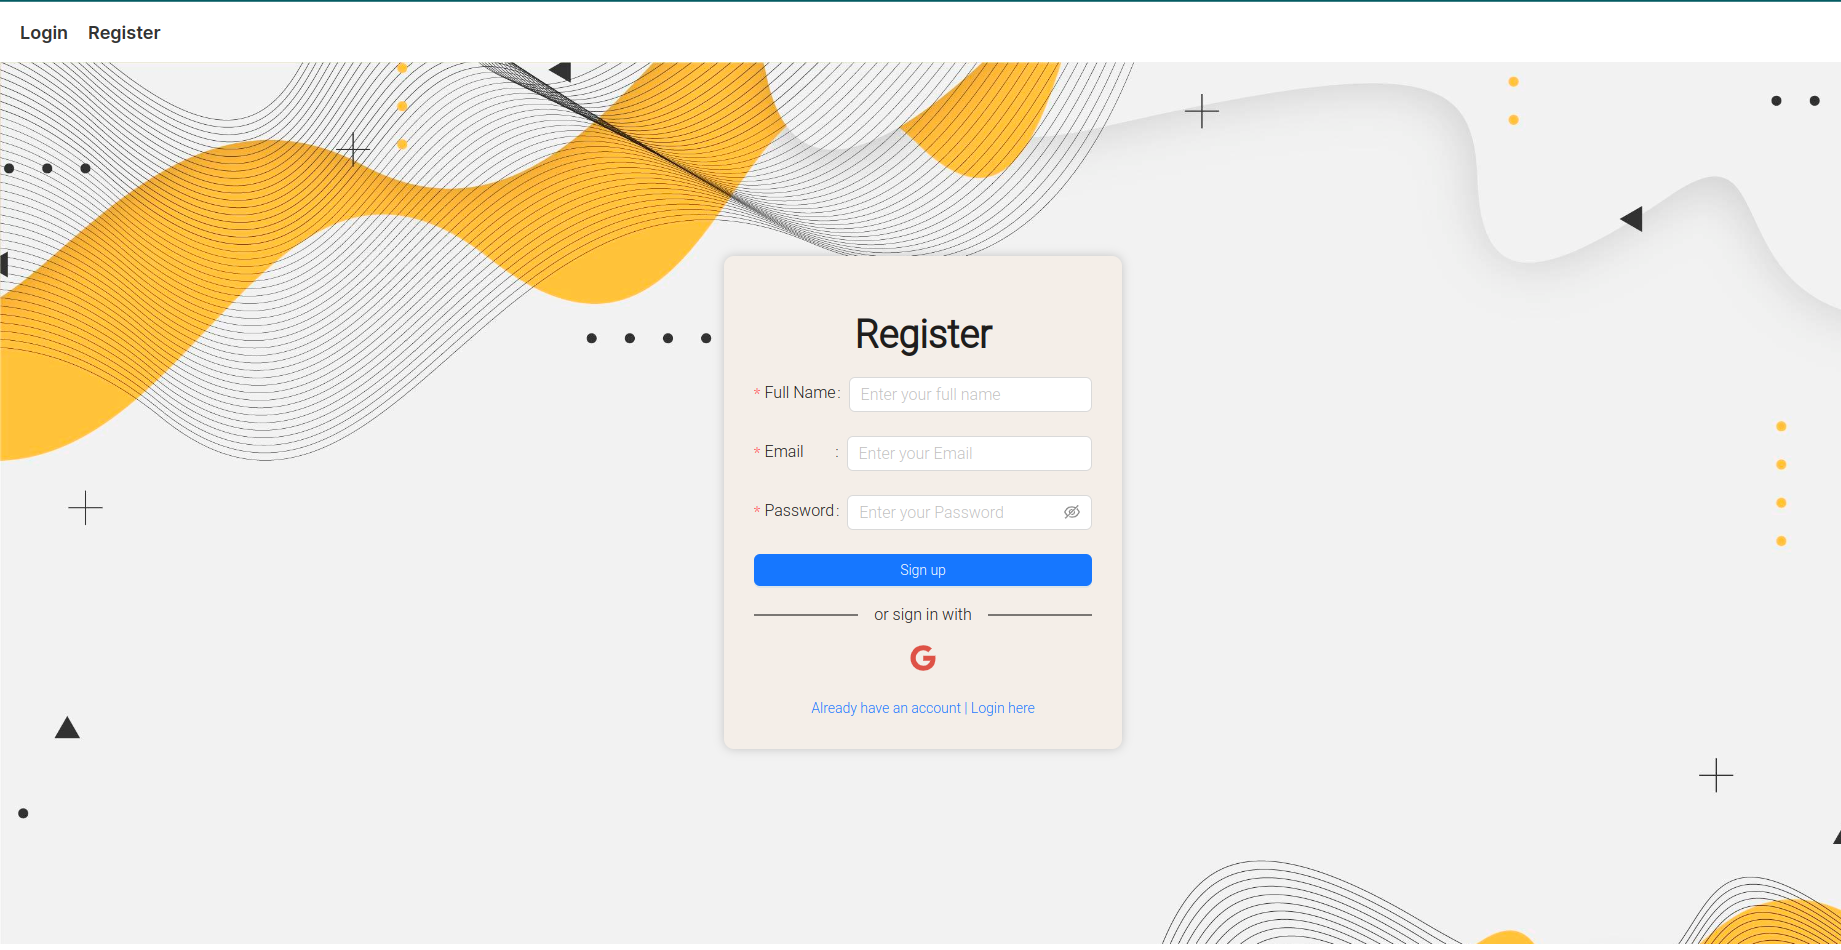 Login Register
Register
* Full Name: Enter your full name
* Email : Enter your Email
* Password: Enter your Password
Sign up
or sign in with
G
Already have an account | Login here